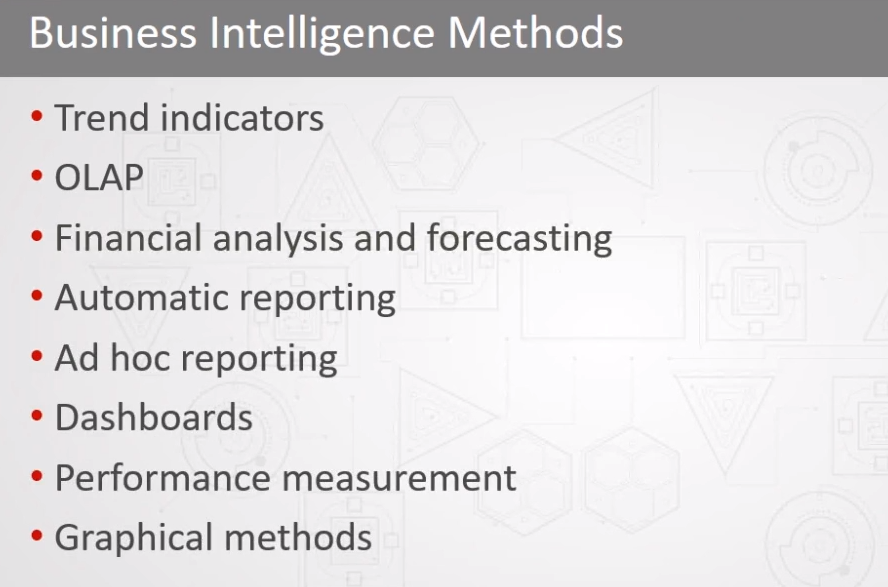 Business Intelligence Methods
• Trend indicators
• OLAP
• Financial analysis and forecasting
• Automatic reporting
• Ad hoc reporting
• Dashboards
• Performance measurement
• Graphical methods